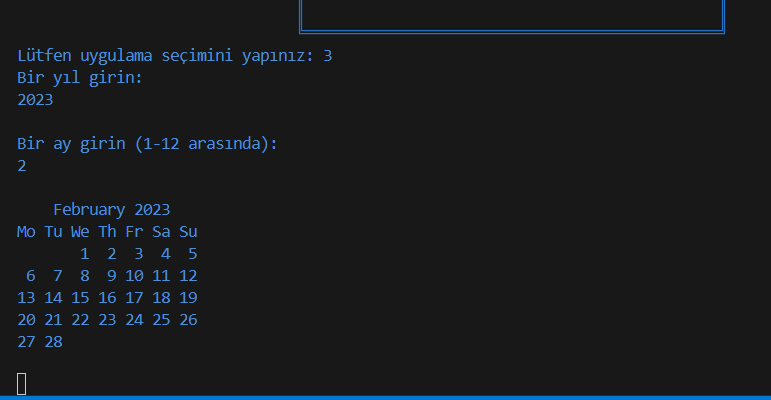 Lütfen uygulama seçimini yapınız: 3
Bir yıl girin:
2023
Bir ay girin (1-12 arasında):
2
February 2023
Mo Tu We Th Fr Sa Su
1 2 3 4 5
6 7 8 9 10 11 12
13 14 15 16 17 18 19
20 21 22 23 24 25 26
27 28